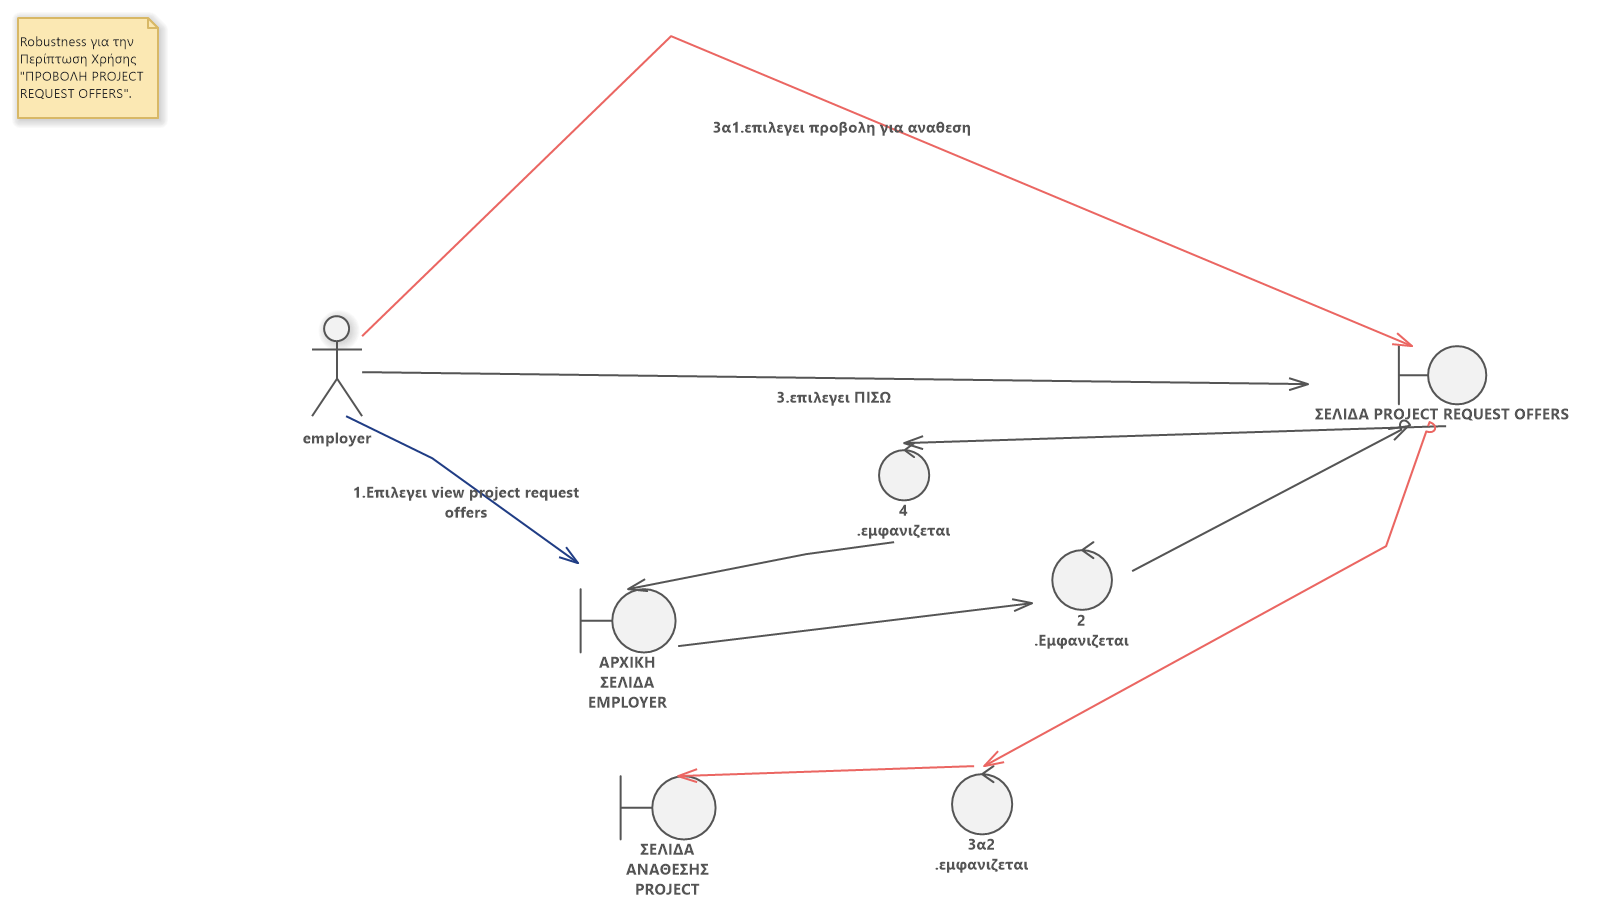 Robustness για την
Περίπτωση Χρήσης
"ΠΡΟΒΟΛΗ PROJECT
REQUEST OFFERS".
3α1.επιλεγει προβολη για αναθεση
3.επιλεγει ΠΙΣΩ
ΣΕΛΙΔΑ PROJECT REQUEST OFFERS
employer
1.Επιλεγει view project request
offers
4
.εμφανιζεται
2
.Εμφανιζεται
ΑΡΧΙΚΗ
ΣΕΛΙΔΑ
EMPLOYER
3α2
.εμφανιζεται
ΣΕΛΙΔΑ
ΑΝΑΘΕΣΗΣ
PROJECT